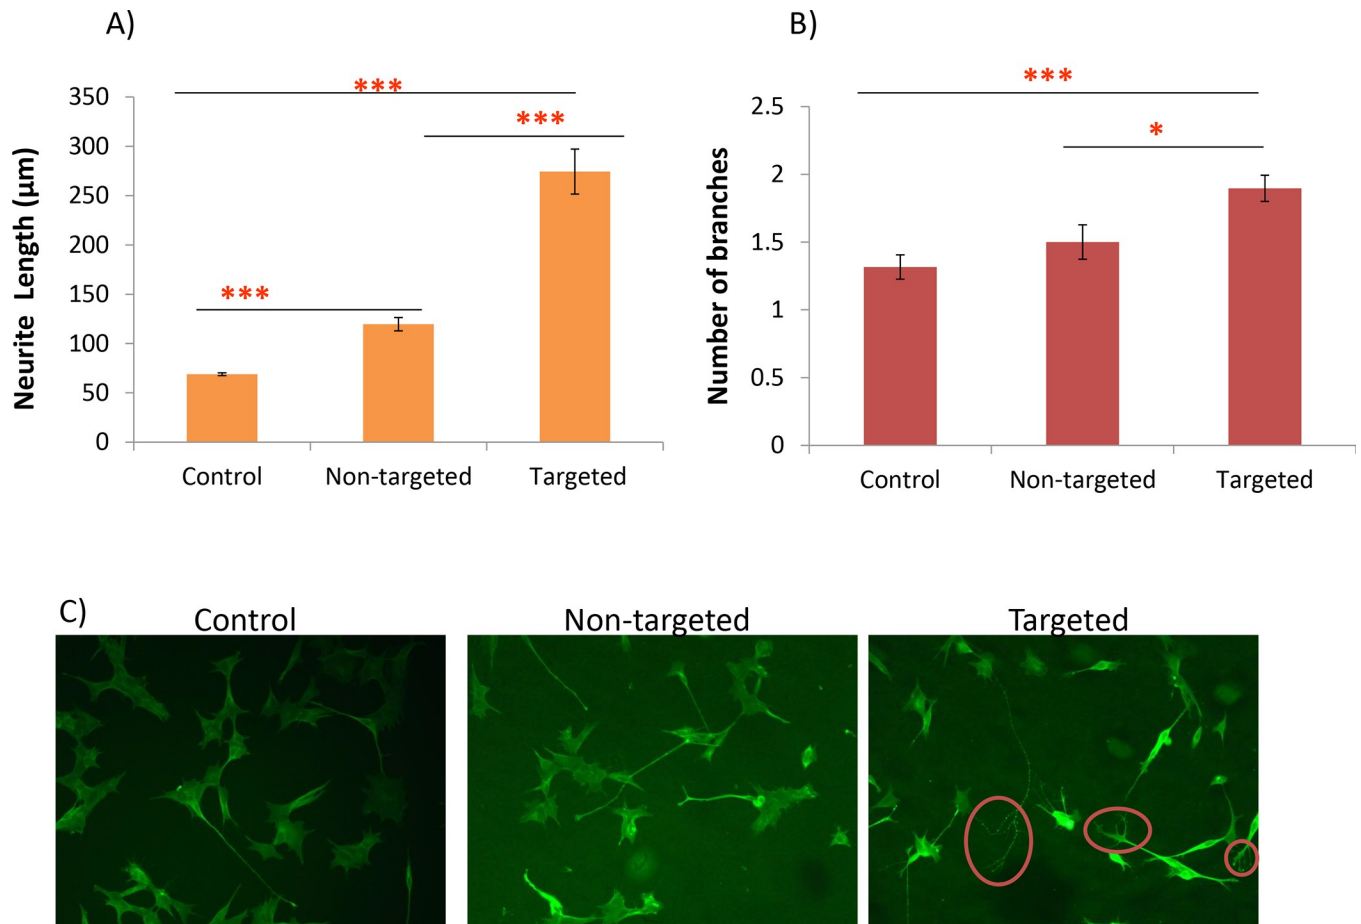 A)
***
***
***
350
300
250
200
150
100
50
0
Neurite Length (μm)
Control Non-targeted Targeted
B)
***
*
2.5
2
1.5
1
0.5
0
Number of branches
Control Non-targeted Targeted
C)
Control Non-targeted Targeted